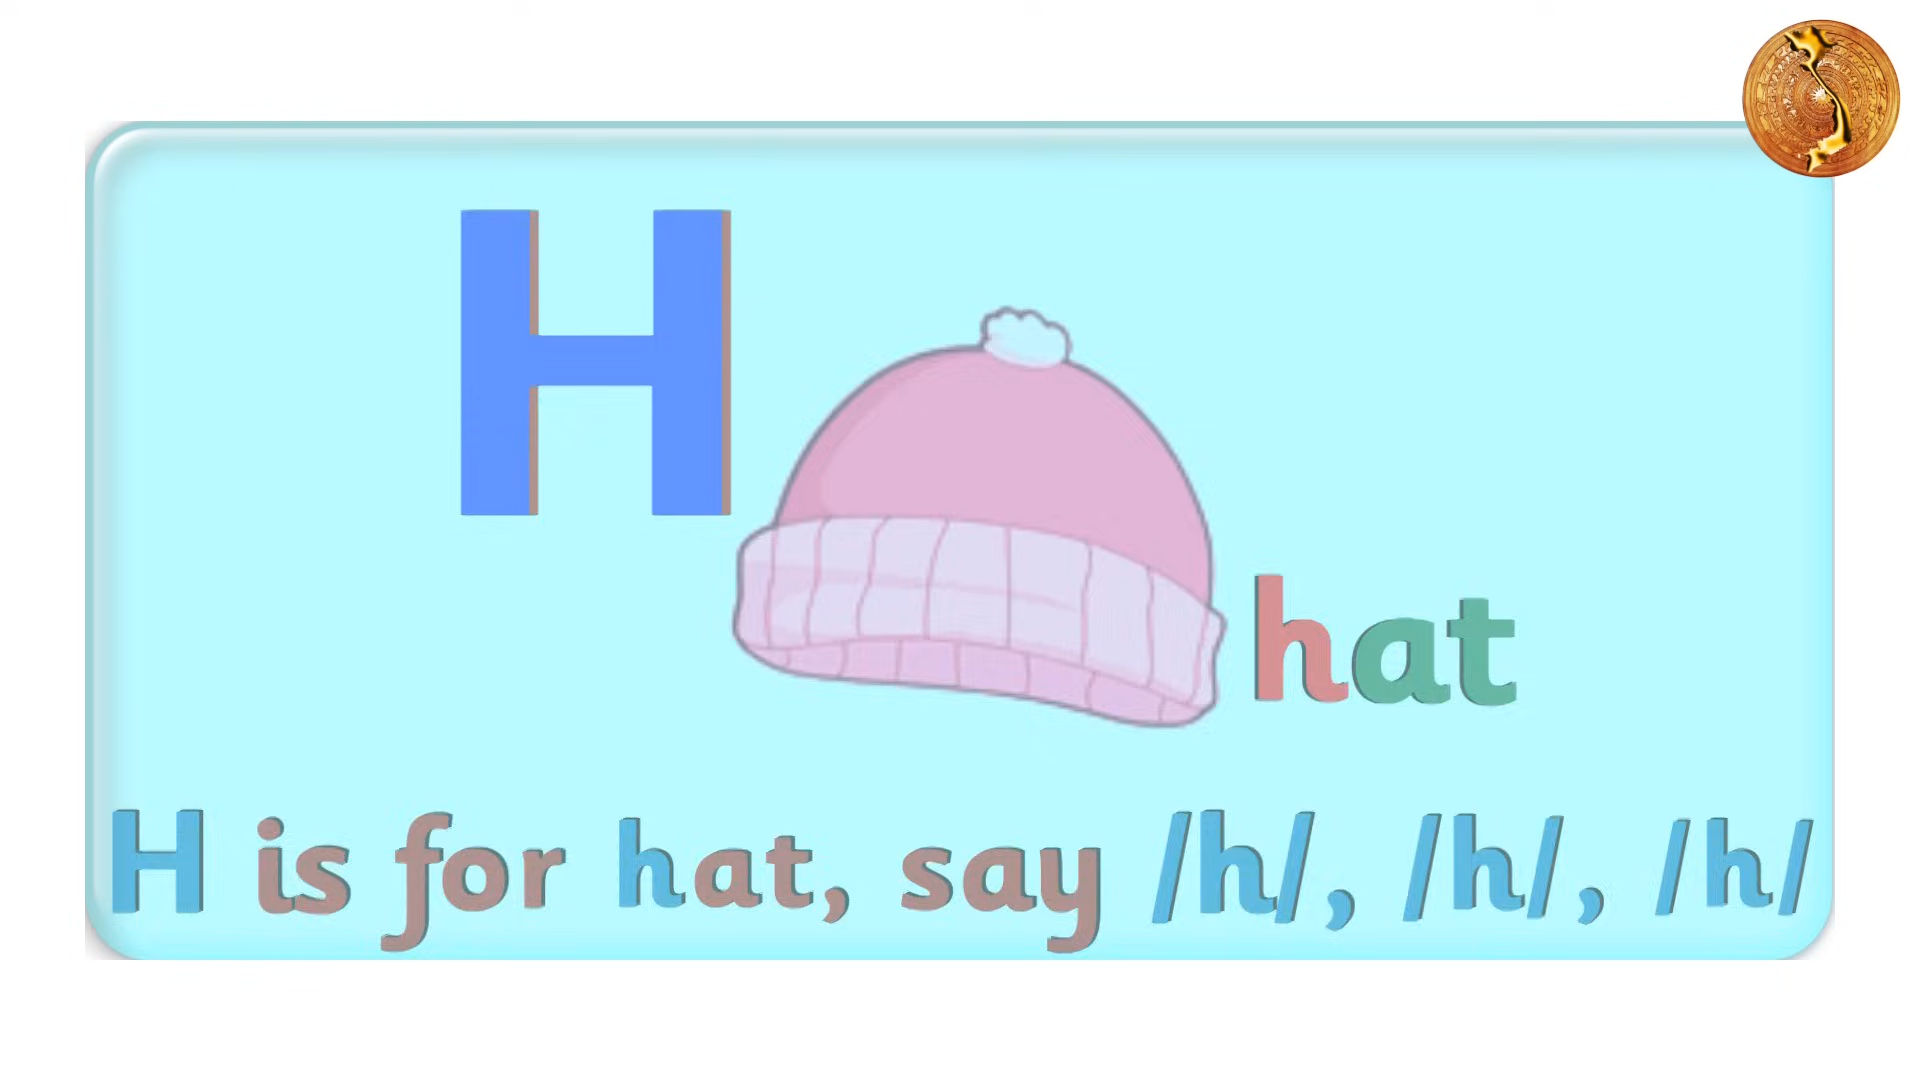 H
hat
H is for hat, say /h/, /h/, /h/